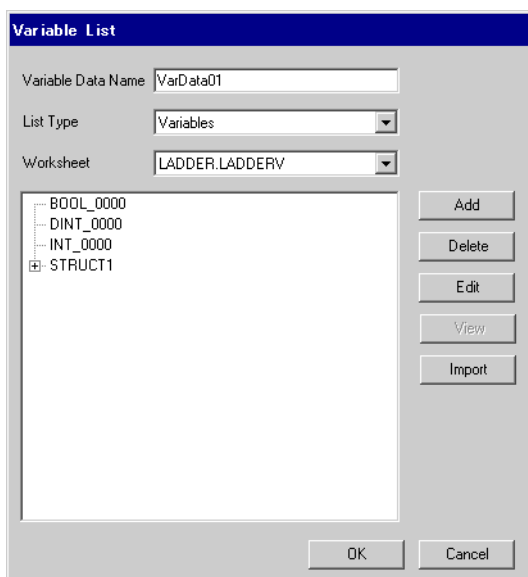 Variable List
Variable Data Name VarData01
List Type Variables
Worksheet LADDER.LADDERV
BOOL_0000
DINT_0000
INT_0000
STRUCT1
Add
Delete
Edit
View
Import
OK Cancel